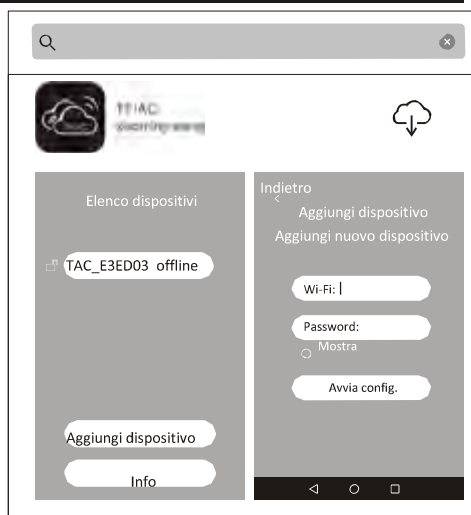 Elenco dispositivi
TAC_E3ED03 offline
Aggiungi dispositivo
Info
Indietro
Aggiungi dispositivo
Aggiungi nuovo dispositivo
Wi-Fi:
Password:
Mostra
Avvia config.